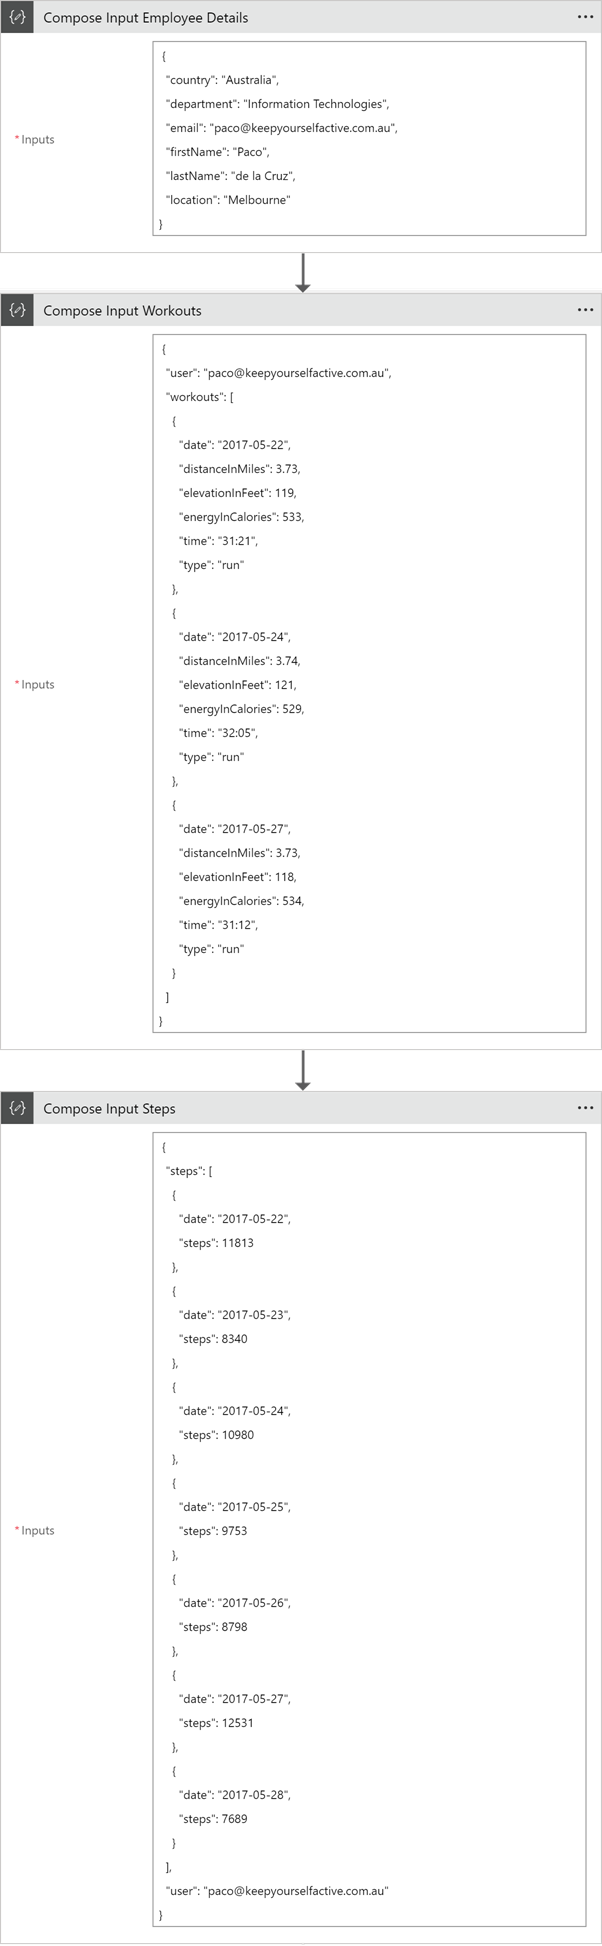 Compose Input Employee Details
{
"country": "Australia",
"department": "Information Technologies",
"email": "paco@keepyourselfactive.com.au",
* Inputs
"firstName": "Paco",
"lastName": "de la Cruz",
"location": "Melbourne"
}
Compose Input Workouts
{
"user": "paco@keepyourselfactive.com.au",
"workouts": [
{
"date": "2017-05-22",
"distanceInMiles": 3.73,
"elevationInFeet": 119,
"energyInCalories": 533,
"time": "31:21",
"type": "run"
},
{
"date": "2017-05-24",
"distanceInMiles": 3.74,
* Inputs
"elevationInFeet": 121,
"energyInCalories": 529,
"time": "32:05",
"type": "run"
},
{
"date": "2017-05-27",
"distanceInMiles": 3.73,
"elevationInFeet": 118,
"energyInCalories": 534,
"time": "31:12",
"type": "run"
}
]
}
Compose Input Steps
{
"steps": [
{
"date": "2017-05-22",
"steps": 11813
},
{
"date": "2017-05-23",
"steps": 8340
},
{
"date": "2017-05-24",
"steps": 10980
},
{
"date": "2017-05-25",
* Inputs
"steps": 9753
},
{
"date": "2017-05-26",
"steps": 8798
},
{
"date": "2017-05-27",
"steps": 12531
},
{
"date": "2017-05-28",
"steps": 7689
}
],
"user": "paco@keepyourselfactive.com.au"
}